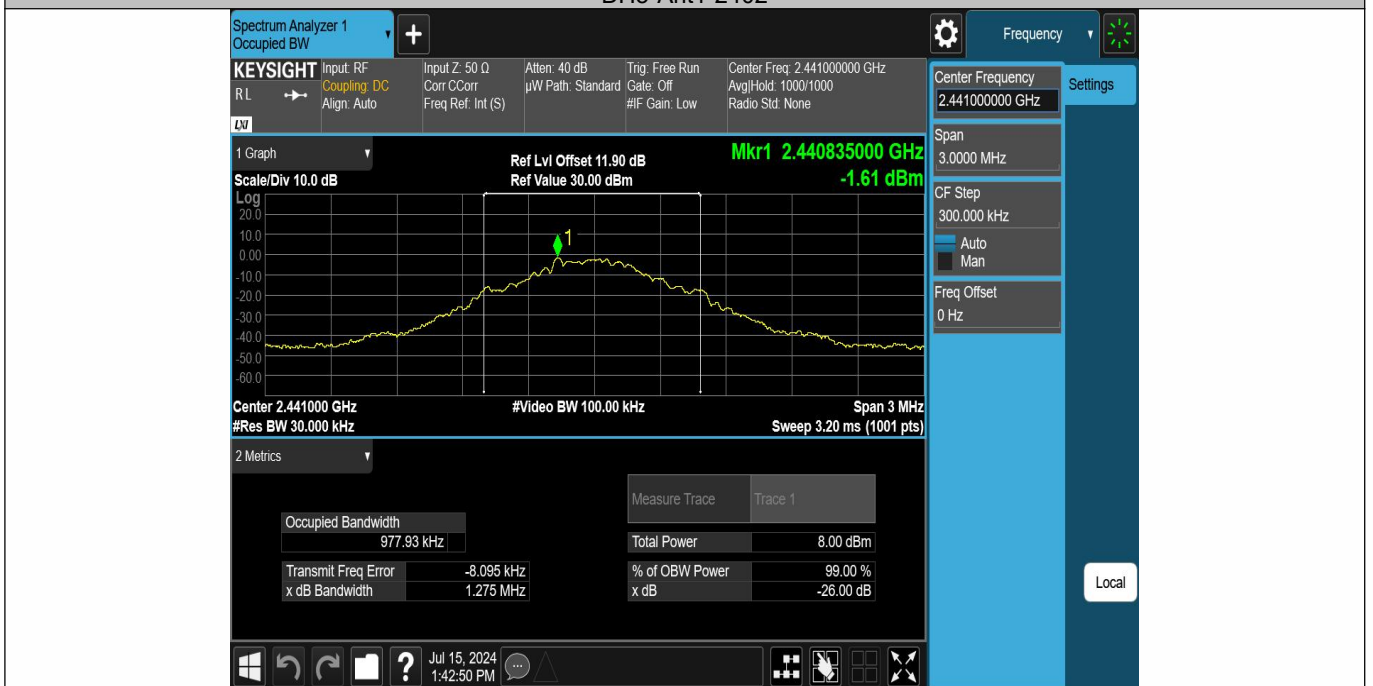 Spectrum Analyzer 1
Occupied BW
Frequency
KEYSIGHT
RL
LXI
Input: RF
Coupling: DC
Align: Auto
Input Z: 50 Ω
Corr CCorr
Freq Ref: Int (S)
Atten: 40 dB
µW Path: Standard
Trig: Free Run
Gate: Off
#IF Gain: Low
Center Freq: 2.441000000 GHz
Avg|Hold: 1000/1000
Radio Std: None
Center Frequency
2.441000000 GHz
Settings
Span
3.0000 MHz
CF Step
300.000 kHz
Auto
Man
Freq Offset
0 Hz
Local
1 Graph
Scale/Div 10.0 dB
Ref Lvl Offset 11.90 dB
Ref Value 30.00 dBm
Mkr1 2.440835000 GHz
-1.61 dBm
Log
20.0
10.0
0.00
-10.0
-20.0
-30.0
-40.0
-50.0
-60.0
1
Center 2.441000 GHz
#Res BW 30.000 kHz
#Video BW 100.00 kHz
Span 3 MHz
Sweep 3.20 ms (1001 pts)
2 Metrics
Measure Trace Trace 1
Occupied Bandwidth
977.93 kHz
Total Power 8.00 dBm
Transmit Freq Error -8.095 kHz
% of OBW Power 99.00 %
x dB Bandwidth 1.275 MHz
x dB -26.00 dB
?
Jul 15, 2024
1:42:50 PM